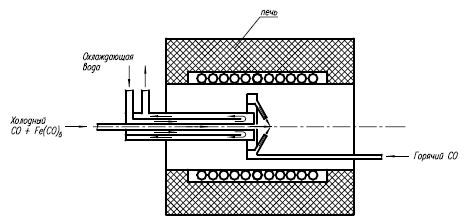 печь
Охлаждающая
вода
Холодный
CO + Fe(CO)₅
Горячий CO